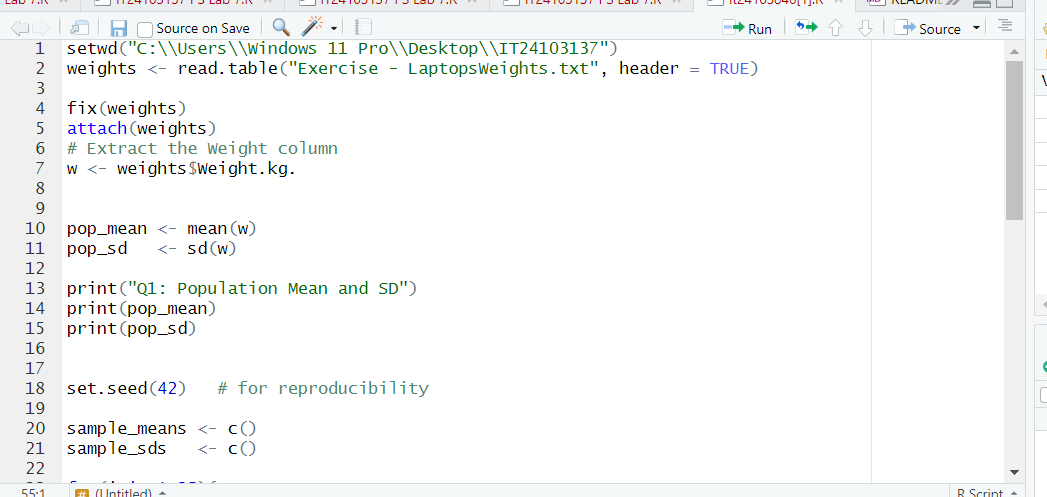 Lab 7.R
Source on Save
Run
Source
1 setwd("C:\\Users\\Windows 11 Pro\\Desktop\\IT24103137")
2 weights <- read.table("Exercise - LaptopsWeights.txt", header = TRUE)
3
4 fix(weights)
5 attach(weights)
6 # Extract the Weight column
7 w <- weights$Weight.kg.
8
9
10 pop_mean <- mean(w)
11 pop_sd   <- sd(w)
12
13 print("Q1: Population Mean and SD")
14 print(pop_mean)
15 print(pop_sd)
16
17
18 set.seed(42)   # for reproducibility
19
20 sample_means <- c()
21 sample_sds   <- c()
22
55:1 (Untitled) R Script